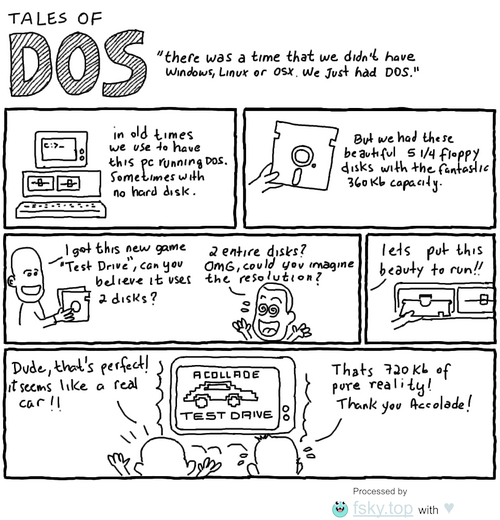 TALES OF
DOS
"there was a time that we didn't have
Windows, Linux or OSX. We Just had DOS."
C:>_
in old times
we use to have
this pc running DOS.
Sometimes with
no hard disk.
But we had these
beautiful 5 1/4 floppy
disks with the fantastic
360Kb capacity.
I got this new game
"Test Drive", can you
believe it uses
2 disks?
2 entire disks?
OMG, could you imagine
the resolution?
lets put this
beauty to run!!
Dude, that's perfect!
it seems like a real
car!!
ACOLLADE
TEST DRIVE
Thats 720Kb of
pure reality!
Thank you Accolade!
Processed by
fsky.top with